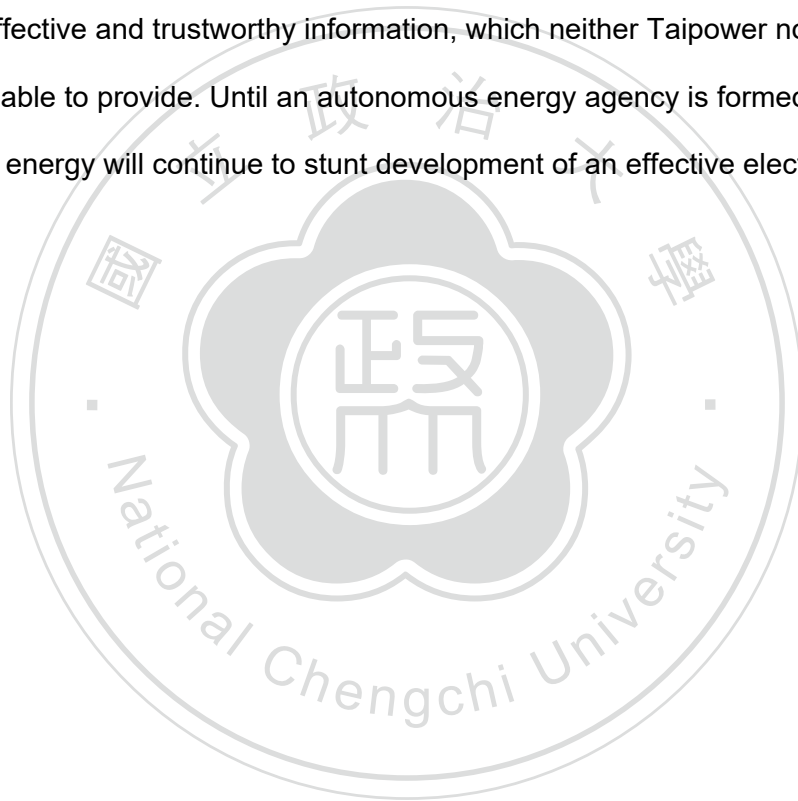 ffective and trustworthy information, which neither Taipower no
able to provide. Until an autonomous energy agency is formed
energy will continue to stunt development of an effective elec
國立政治大學
政大
National Chengchi University